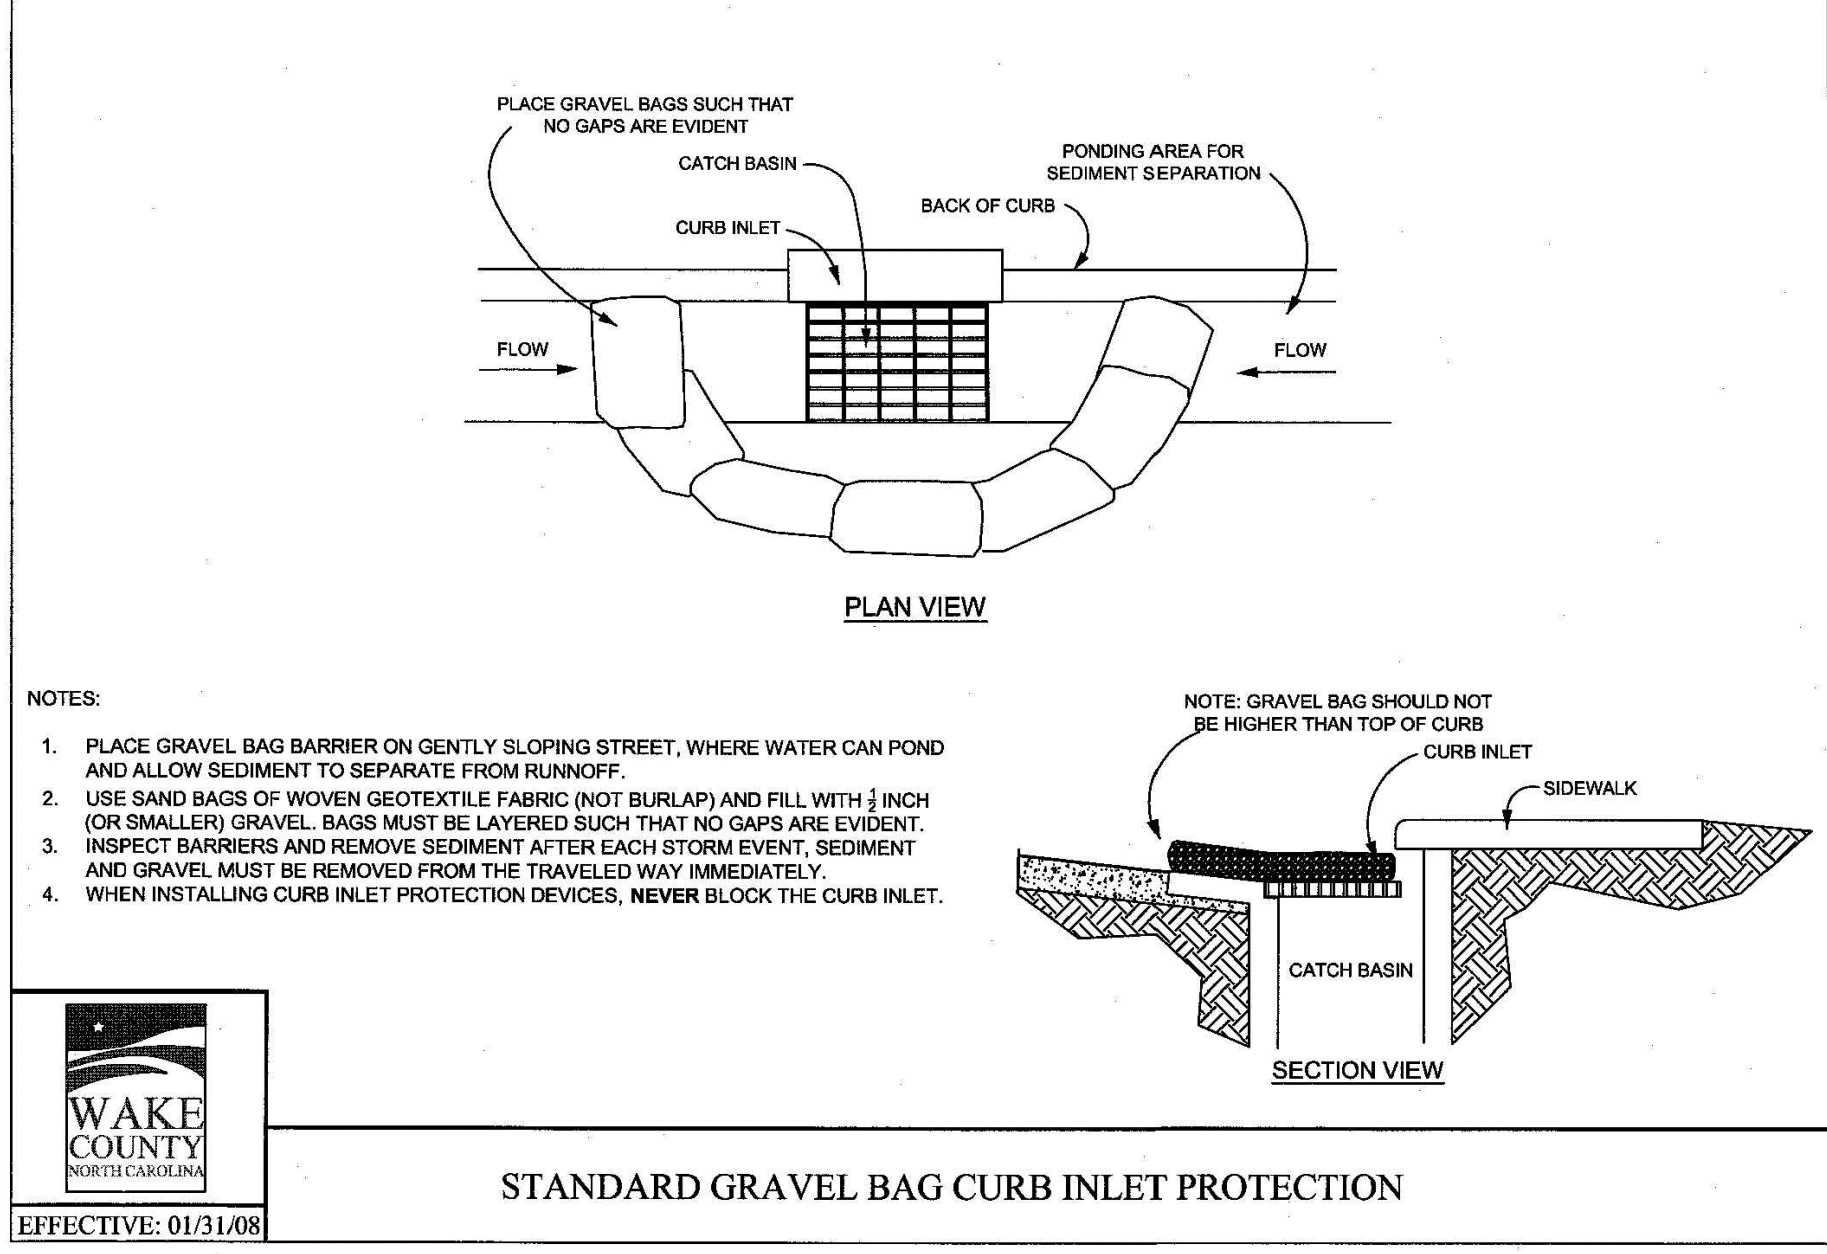 PLACE GRAVEL BAGS SUCH THAT
NO GAPS ARE EVIDENT
CATCH BASIN
CURB INLET
PONDING AREA FOR
SEDIMENT SEPARATION
BACK OF CURB
FLOW
FLOW
PLAN VIEW
NOTES:
1. PLACE GRAVEL BAG BARRIER ON GENTLY SLOPING STREET, WHERE WATER CAN POND
AND ALLOW SEDIMENT TO SEPARATE FROM RUNNOFF.
2. USE SAND BAGS OF WOVEN GEOTEXTILE FABRIC (NOT BURLAP) AND FILL WITH ½ INCH
(OR SMALLER) GRAVEL. BAGS MUST BE LAYERED SUCH THAT NO GAPS ARE EVIDENT.
3. INSPECT BARRIERS AND REMOVE SEDIMENT AFTER EACH STORM EVENT, SEDIMENT
AND GRAVEL MUST BE REMOVED FROM THE TRAVELED WAY IMMEDIATELY.
4. WHEN INSTALLING CURB INLET PROTECTION DEVICES, NEVER BLOCK THE CURB INLET.
NOTE: GRAVEL BAG SHOULD NOT
BE HIGHER THAN TOP OF CURB
CURB INLET
SIDEWALK
CATCH BASIN
SECTION VIEW
WAKE
COUNTY
NORTH CAROLINA
EFFECTIVE: 01/31/08
STANDARD GRAVEL BAG CURB INLET PROTECTION